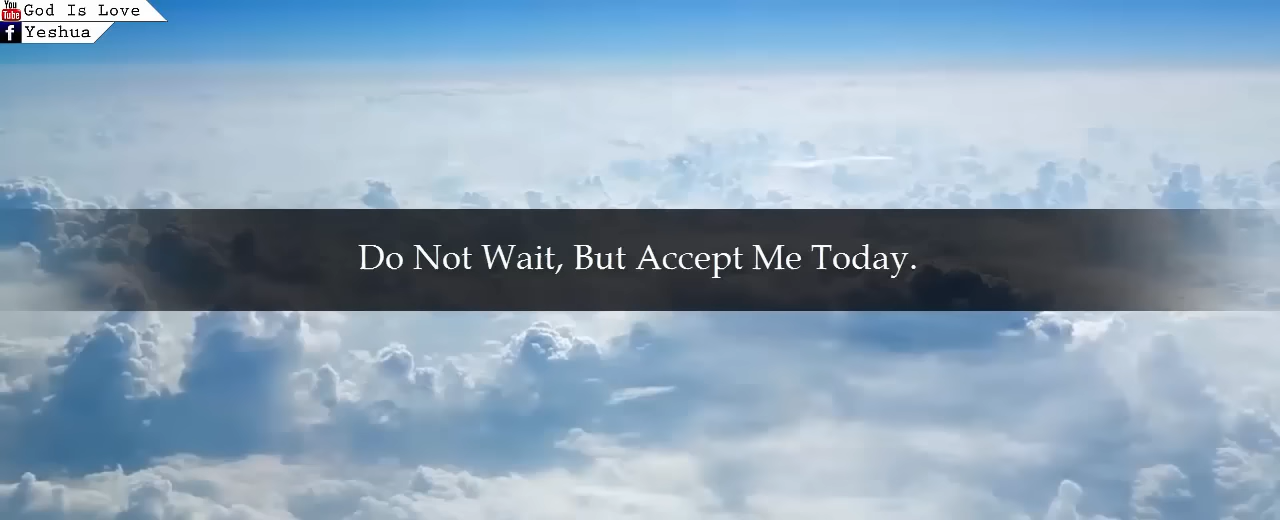 You
Tube
God Is Love
f
Yeshua
Do Not Wait, But Accept Me Today.